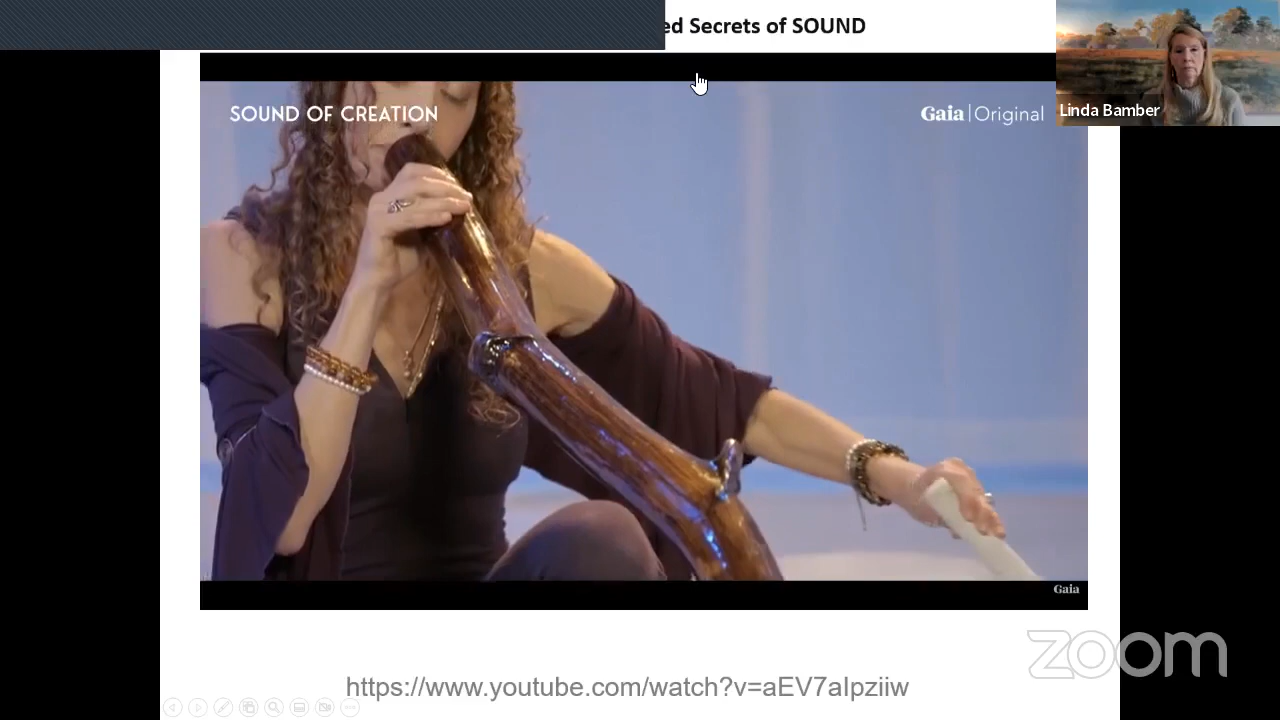 ed Secrets of SOUND
SOUND OF CREATION
Gaia | Original
Linda Bamber
Gaia
zoom
https://www.youtube.com/watch?v=aEV7aIpziiw